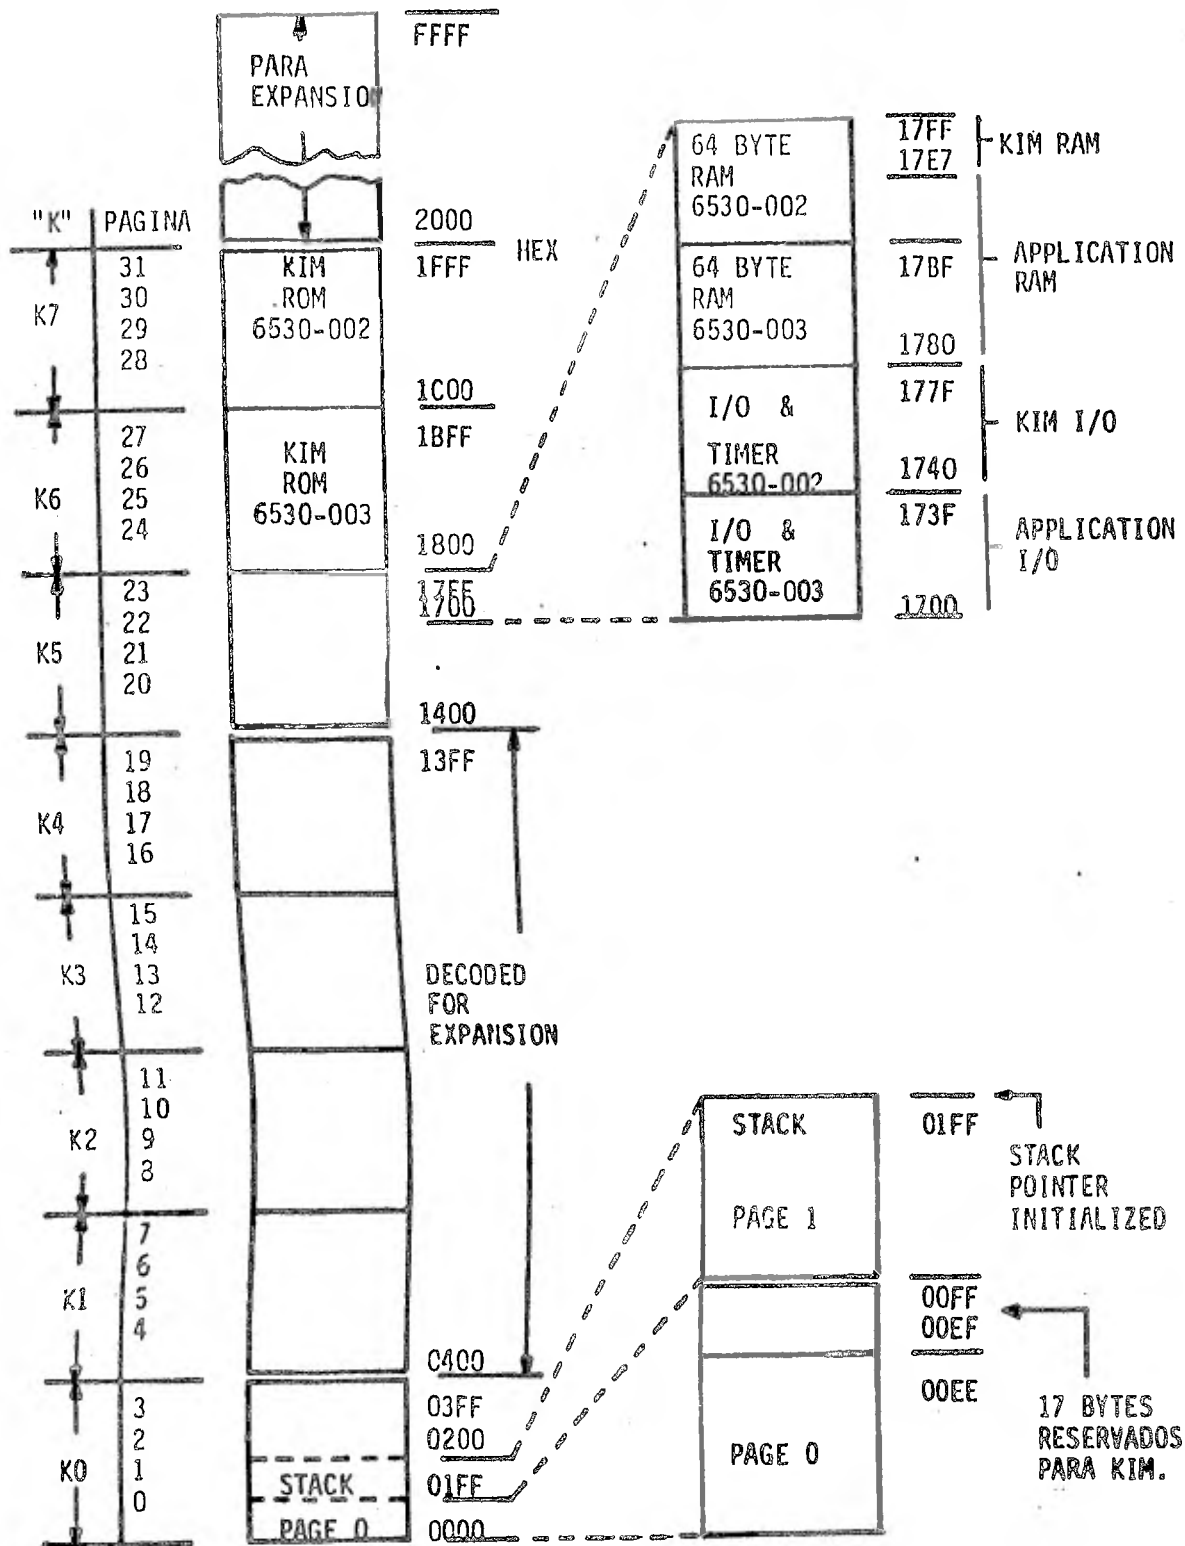 FFFF
PARA
EXPANSIO
"K" PAGINA
2000
HEX
1FFF
K7
31
30
29
28
KIM
ROM
6530-002
1C00
1BFF
K6
27
26
25
24
KIM
ROM
6530-003
1800
17FF
1700
K5
23
22
21
20
1400
13FF
K4
19
18
17
16
K3
15
14
13
12
DECODED
FOR
EXPANSION
K2
11
10
9
8
K1
7
6
5
4
0400
03FF
0200
01FF
0000
K0
3
2
1
0
STACK
PAGE 0
64 BYTE
RAM
6530-002
17FF
17E7
KIM RAM
64 BYTE
RAM
6530-003
17BF
1780
APPLICATION
RAM
I/O &
TIMER
6530-002
177F
1740
KIM I/O
I/O &
TIMER
6530-003
173F
1700
APPLICATION
I/O
STACK
PAGE 1
01FF
STACK
POINTER
INITIALIZED
00FF
00EF
00EE
PAGE 0
17 BYTES
RESERVADOS
PARA KIM.